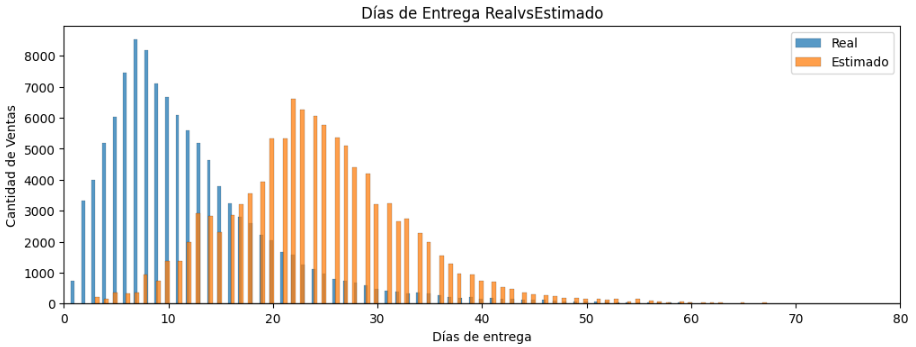 Días de Entrega RealvsEstimado
Real
Estimado
Cantidad de Ventas
8000
7000
6000
5000
4000
3000
2000
1000
0
0 10 20 30 40 50 60 70 80
Días de entrega